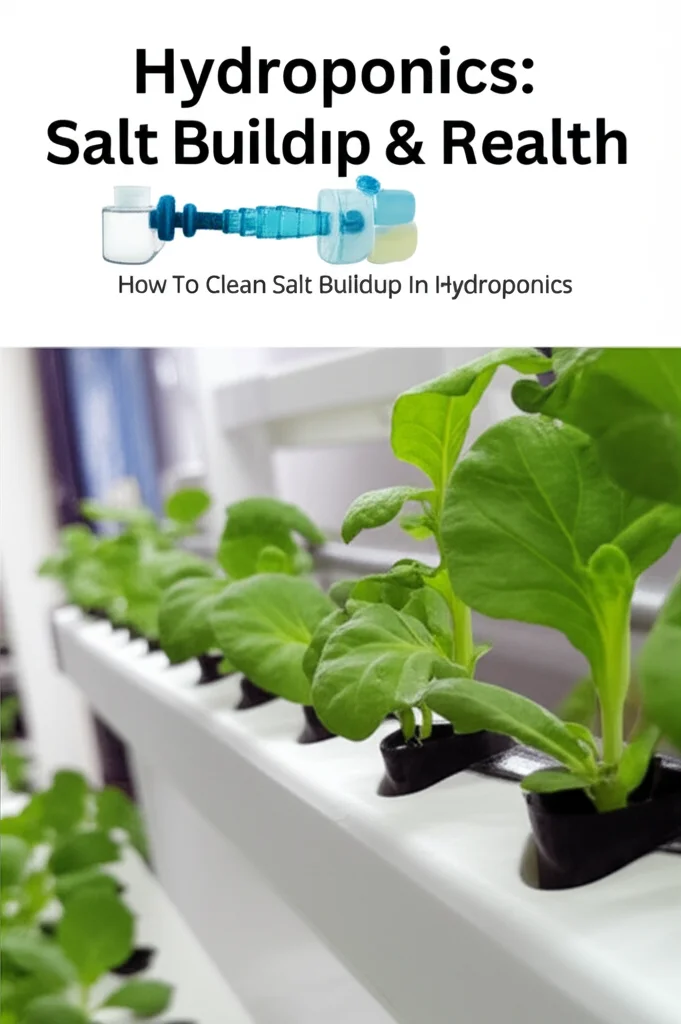 Hydroponics:
Salt Buildıp & Realth
How To Clean Salt Buildup In Hydroponics